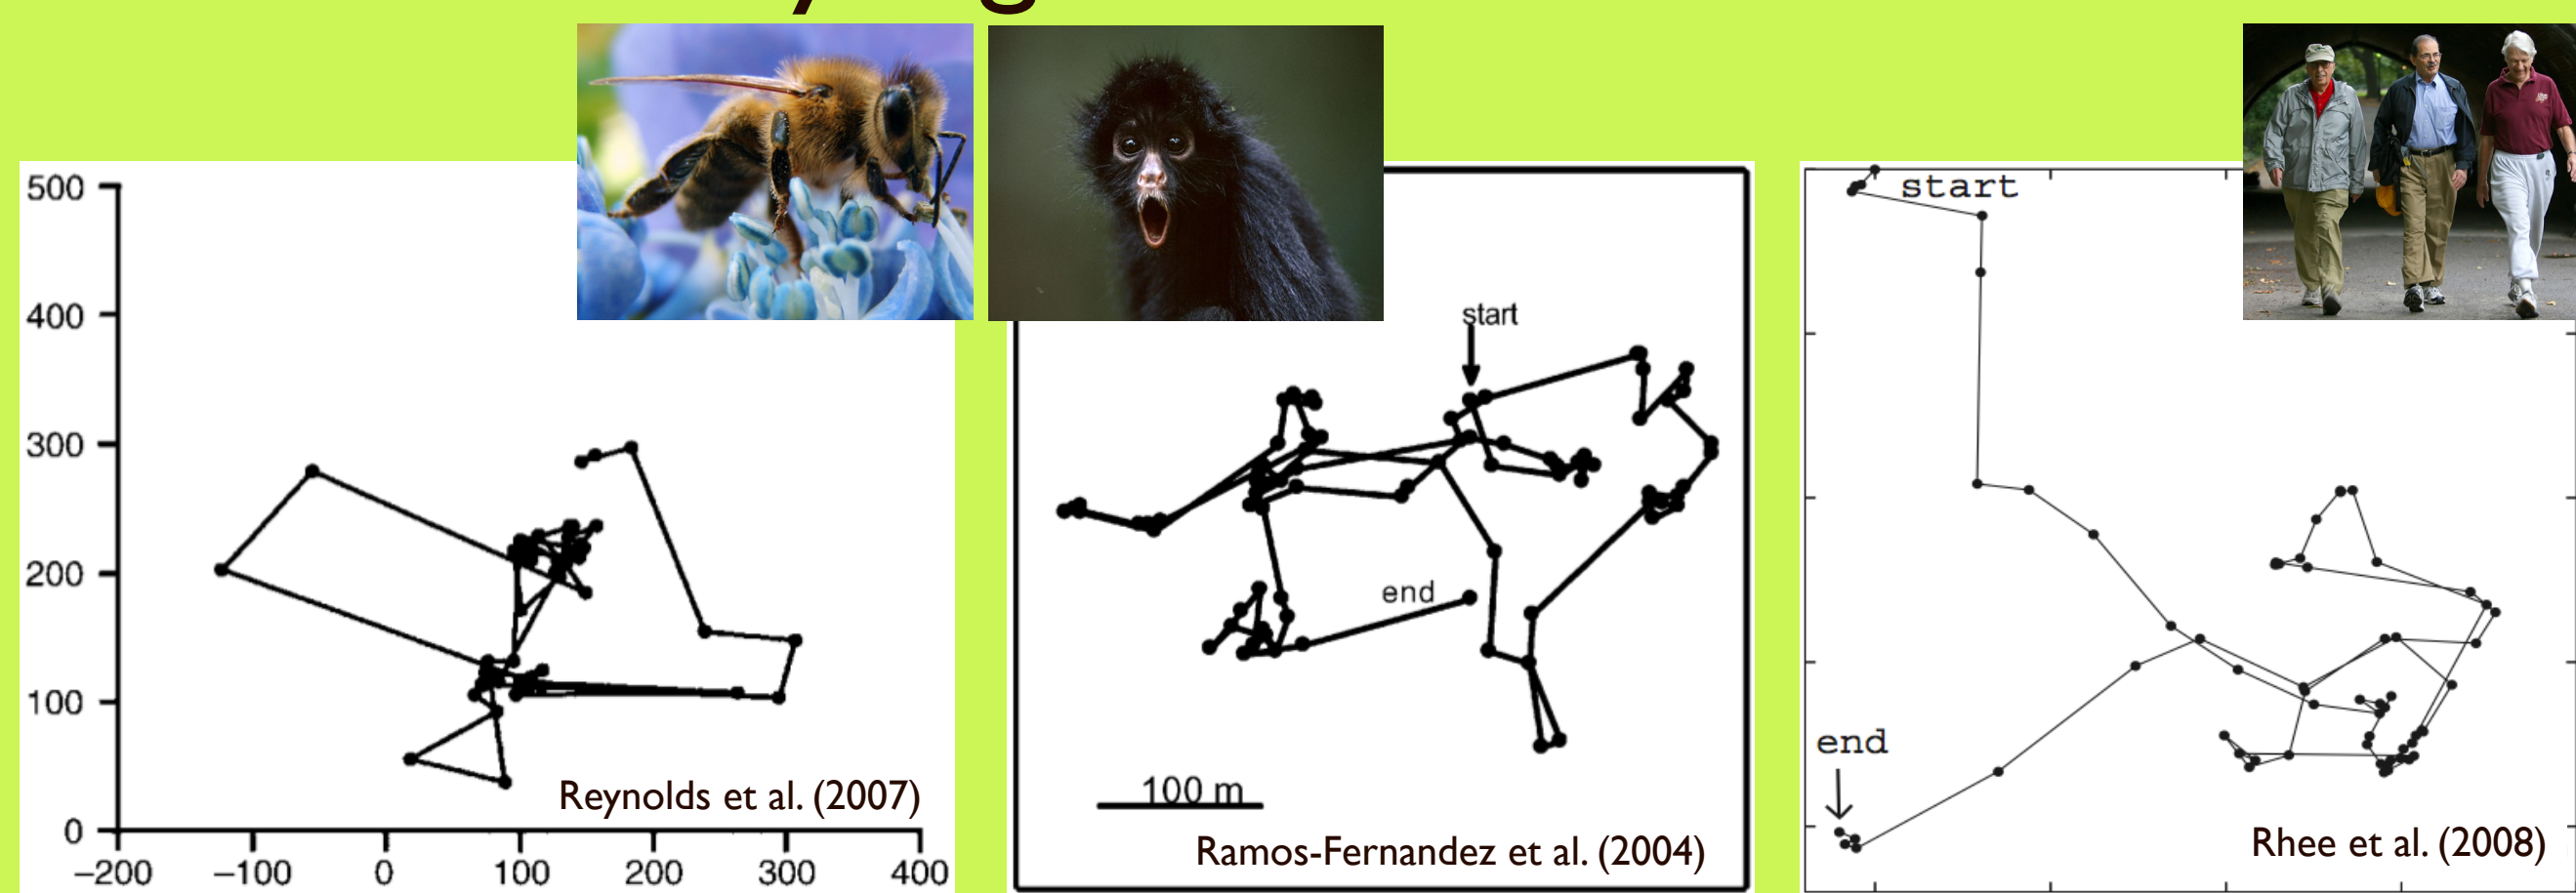 500
400
300
200
100
0
−200 −100 0 100 200 300 400
Reynolds et al. (2007)
start
end
100 m
Ramos-Fernandez et al. (2004)
start
end
Rhee et al. (2008)